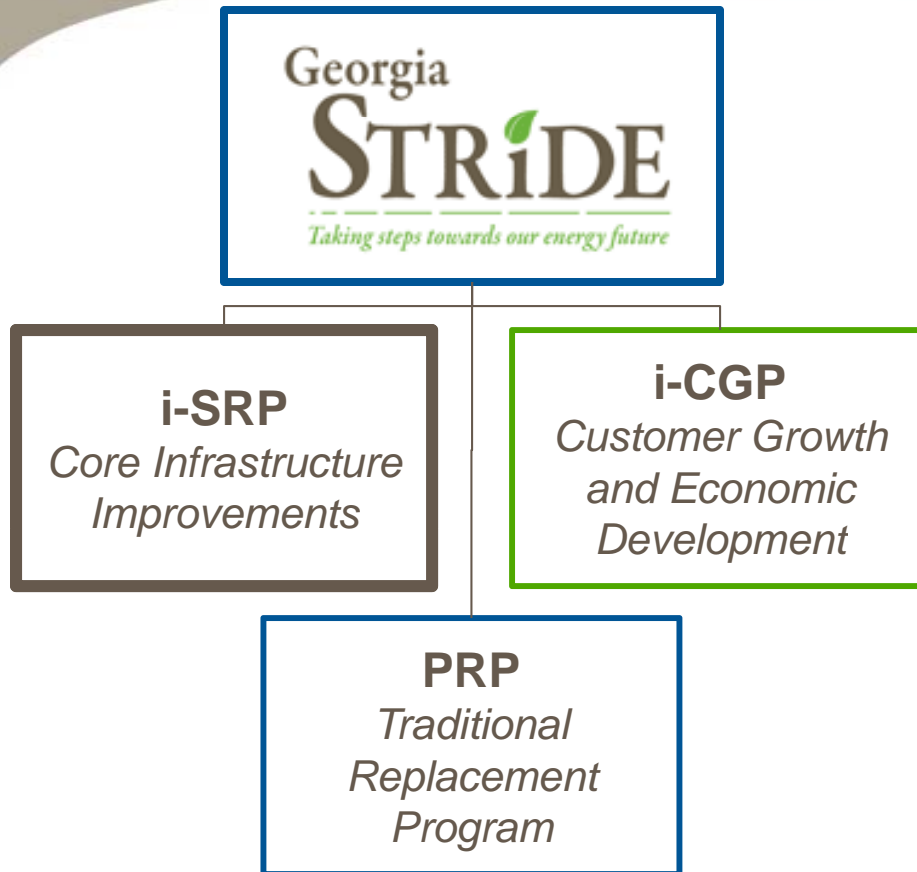 Georgia
STRiDE
Taking steps towards our energy future
i-SRP
Core Infrastructure
Improvements
i-CGP
Customer Growth
and Economic
Development
PRP
Traditional
Replacement
Program